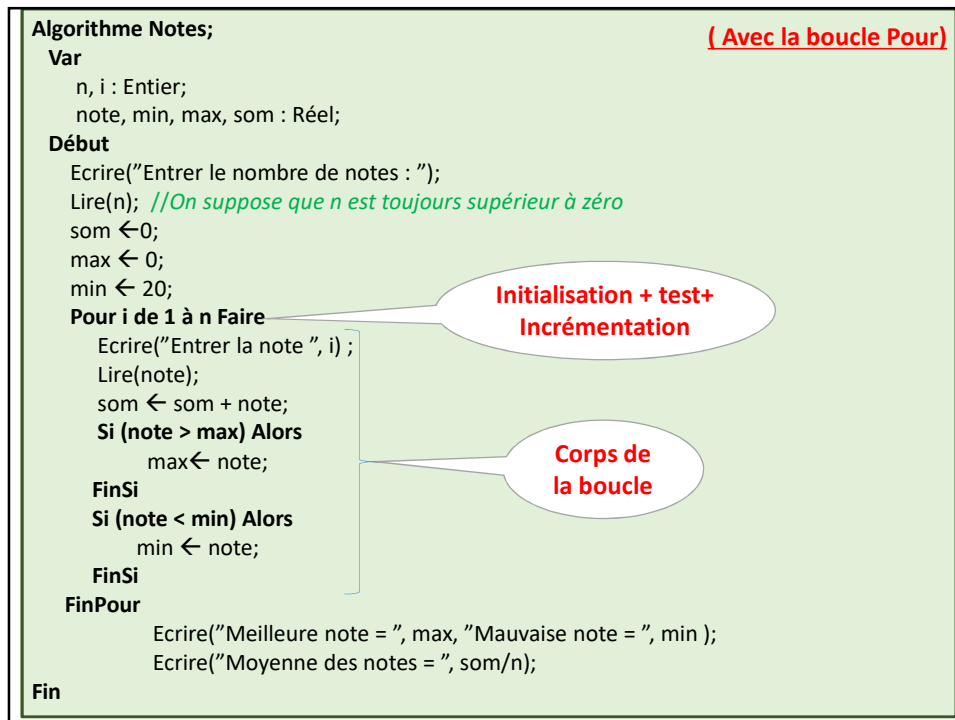 Algorithme Notes;
( Avec la boucle Pour)
Var
n, i : Entier;
note, min, max, som : Réel;
Début
Ecrire(”Entrer le nombre de notes : ”);
Lire(n); //On suppose que n est toujours supérieur à zéro
som ←0;
max ← 0;
min ← 20;
Pour i de 1 à n Faire
Initialisation + test+
Incrémentation
Ecrire(”Entrer la note ”, i) ;
Lire(note);
som ← som + note;
Si (note > max) Alors
max← note;
FinSi
Si (note < min) Alors
min ← note;
FinSi
Corps de
la boucle
FinPour
Ecrire(”Meilleure note = ”, max, ”Mauvaise note = ”, min );
Ecrire(”Moyenne des notes = ”, som/n);
Fin